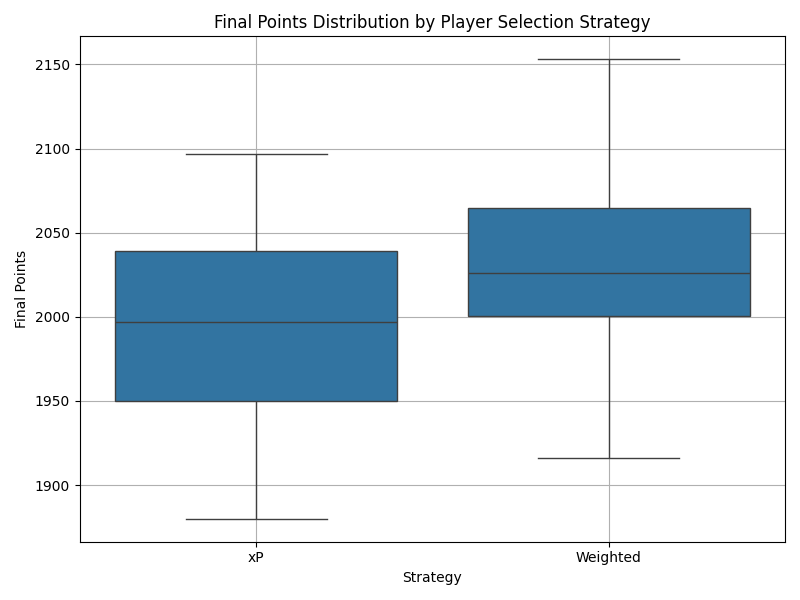 Final Points Distribution by Player Selection Strategy
Final Points
2150
2100
2050
2000
1950
1900
xP
Weighted
Strategy